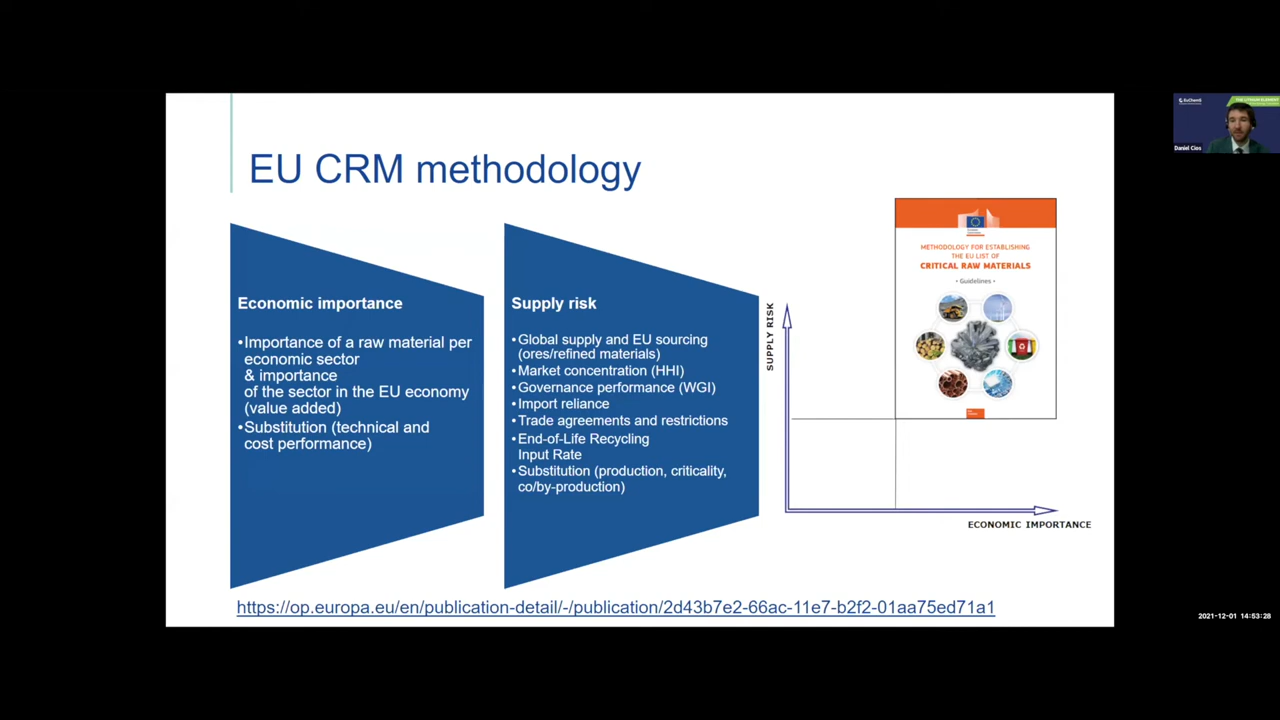 EU CRM methodology
Economic importance
•Importance of a raw material per
economic sector
& importance
of the sector in the EU economy
(value added)
•Substitution (technical and
cost performance)
Supply risk
•Global supply and EU sourcing
(ores/refined materials)
•Market concentration (HHI)
•Governance performance (WGI)
•Import reliance
•Trade agreements and restrictions
•End-of-Life Recycling
Input Rate
•Substitution (production, criticality,
co/by-production)
SUPPLY RISK
METHODOLOGY FOR ESTABLISHING
THE EU LIST OF
CRITICAL RAW MATERIALS
• Guidelines •
ECONOMIC IMPORTANCE
https://op.europa.eu/en/publication-detail/-/publication/2d43b7e2-66ac-11e7-b2f2-01aa75ed71a1
EuChemS
Daniel Cios
2021-12-01 14:53:28